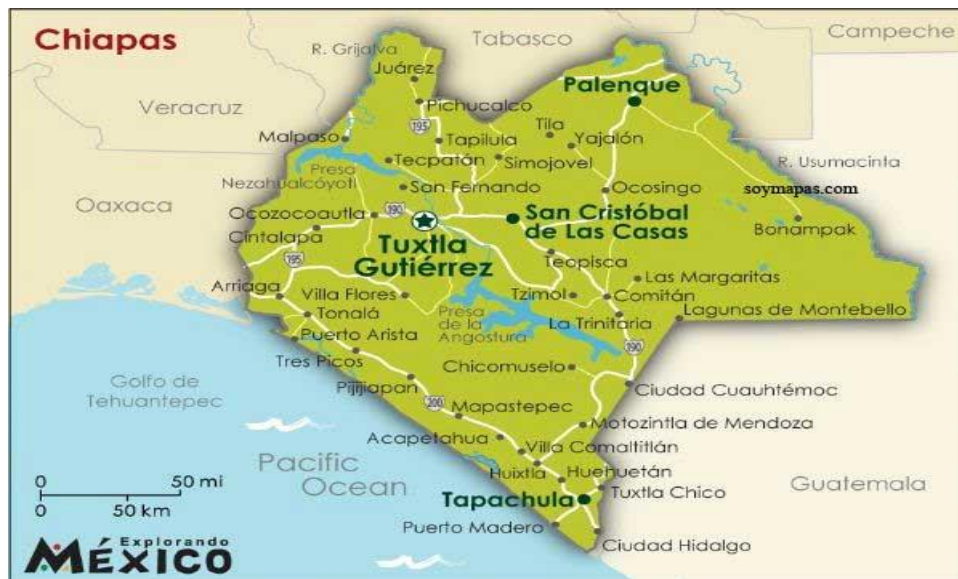 Chiapas
Tabasco
Campeche
R. Grijalva
Juárez
Palenque
Veracruz
Pichucalco
195
Malpaso
Tapilula
Tila
Yajalón
Tecpatán
Simojovel
R. Usumacinta
Presa
Nezahualcóyotl
San Fernando
Ocosingo
soymapas.com
Oaxaca
Ocozocoautla
190
San Cristóbal
de Las Casas
Bonampak
Cintalapa
Tuxtla
Gutiérrez
Teopisca
195
Las Margaritas
Arriaga
Villa Flores
Tzimol
Comitán
Tonalá
Presa
de la
Angostura
La Trinitaria
Lagunas de Montebello
Puerto Arista
190
Tres Picos
Chicomuselo
Golfo de
Tehuantepec
Pijijiapan
Ciudad Cuauhtémoc
200
Mapastepec
Motozintla de Mendoza
Acapetahua
Villa Comaltitlán
Pacific
Ocean
Huixtla
Huehuetán
Guatemala
0 50 mi
0 50 km
Tapachula
Tuxtla Chico
Puerto Madero
Ciudad Hidalgo
Explorando
MÉXICO